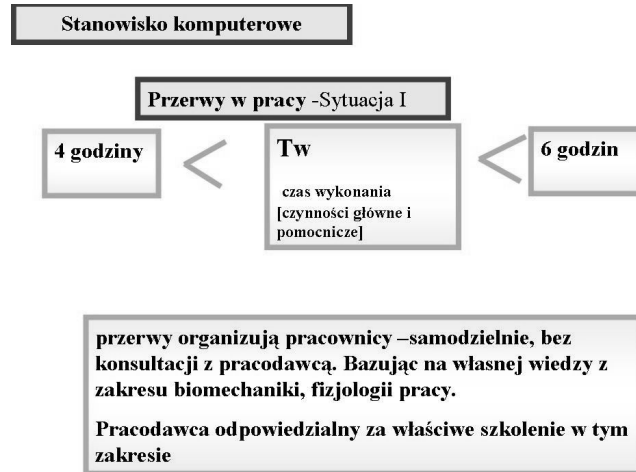 Stanowisko komputerowe
Przerwy w pracy -Sytuacja I
4 godziny
<
Tw
czas wykonania
[czynności główne i
pomocnicze]
<
6 godzin
przerwy organizują pracownicy –samodzielnie, bez
konsultacji z pracodawcą. Bazując na własnej wiedzy z
zakresu biomechaniki, fizjologii pracy.
Pracodawca odpowiedzialny za właściwe szkolenie w tym
zakresie